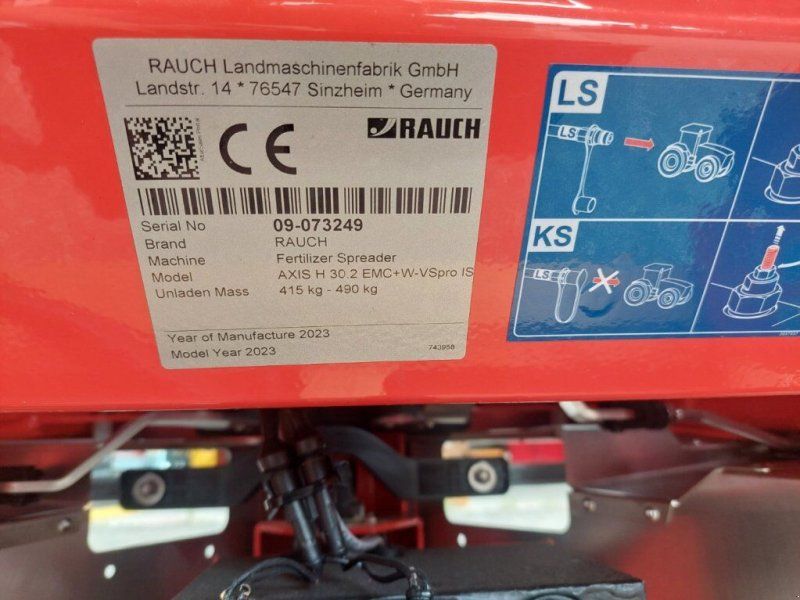 RAUCH Landmaschinenfabrik GmbH
Landstr. 14 * 76547 Sinzheim * Germany
CE
RAUCH
Serial No 09-073249
Brand RAUCH
Machine Fertilizer Spreader
Model AXIS H 30.2 EMC+W-VSpro IS
Unladen Mass 415 kg - 490 kg
Year of Manufacture 2023
Model Year 2023
743958
LS
LS
KS
LS